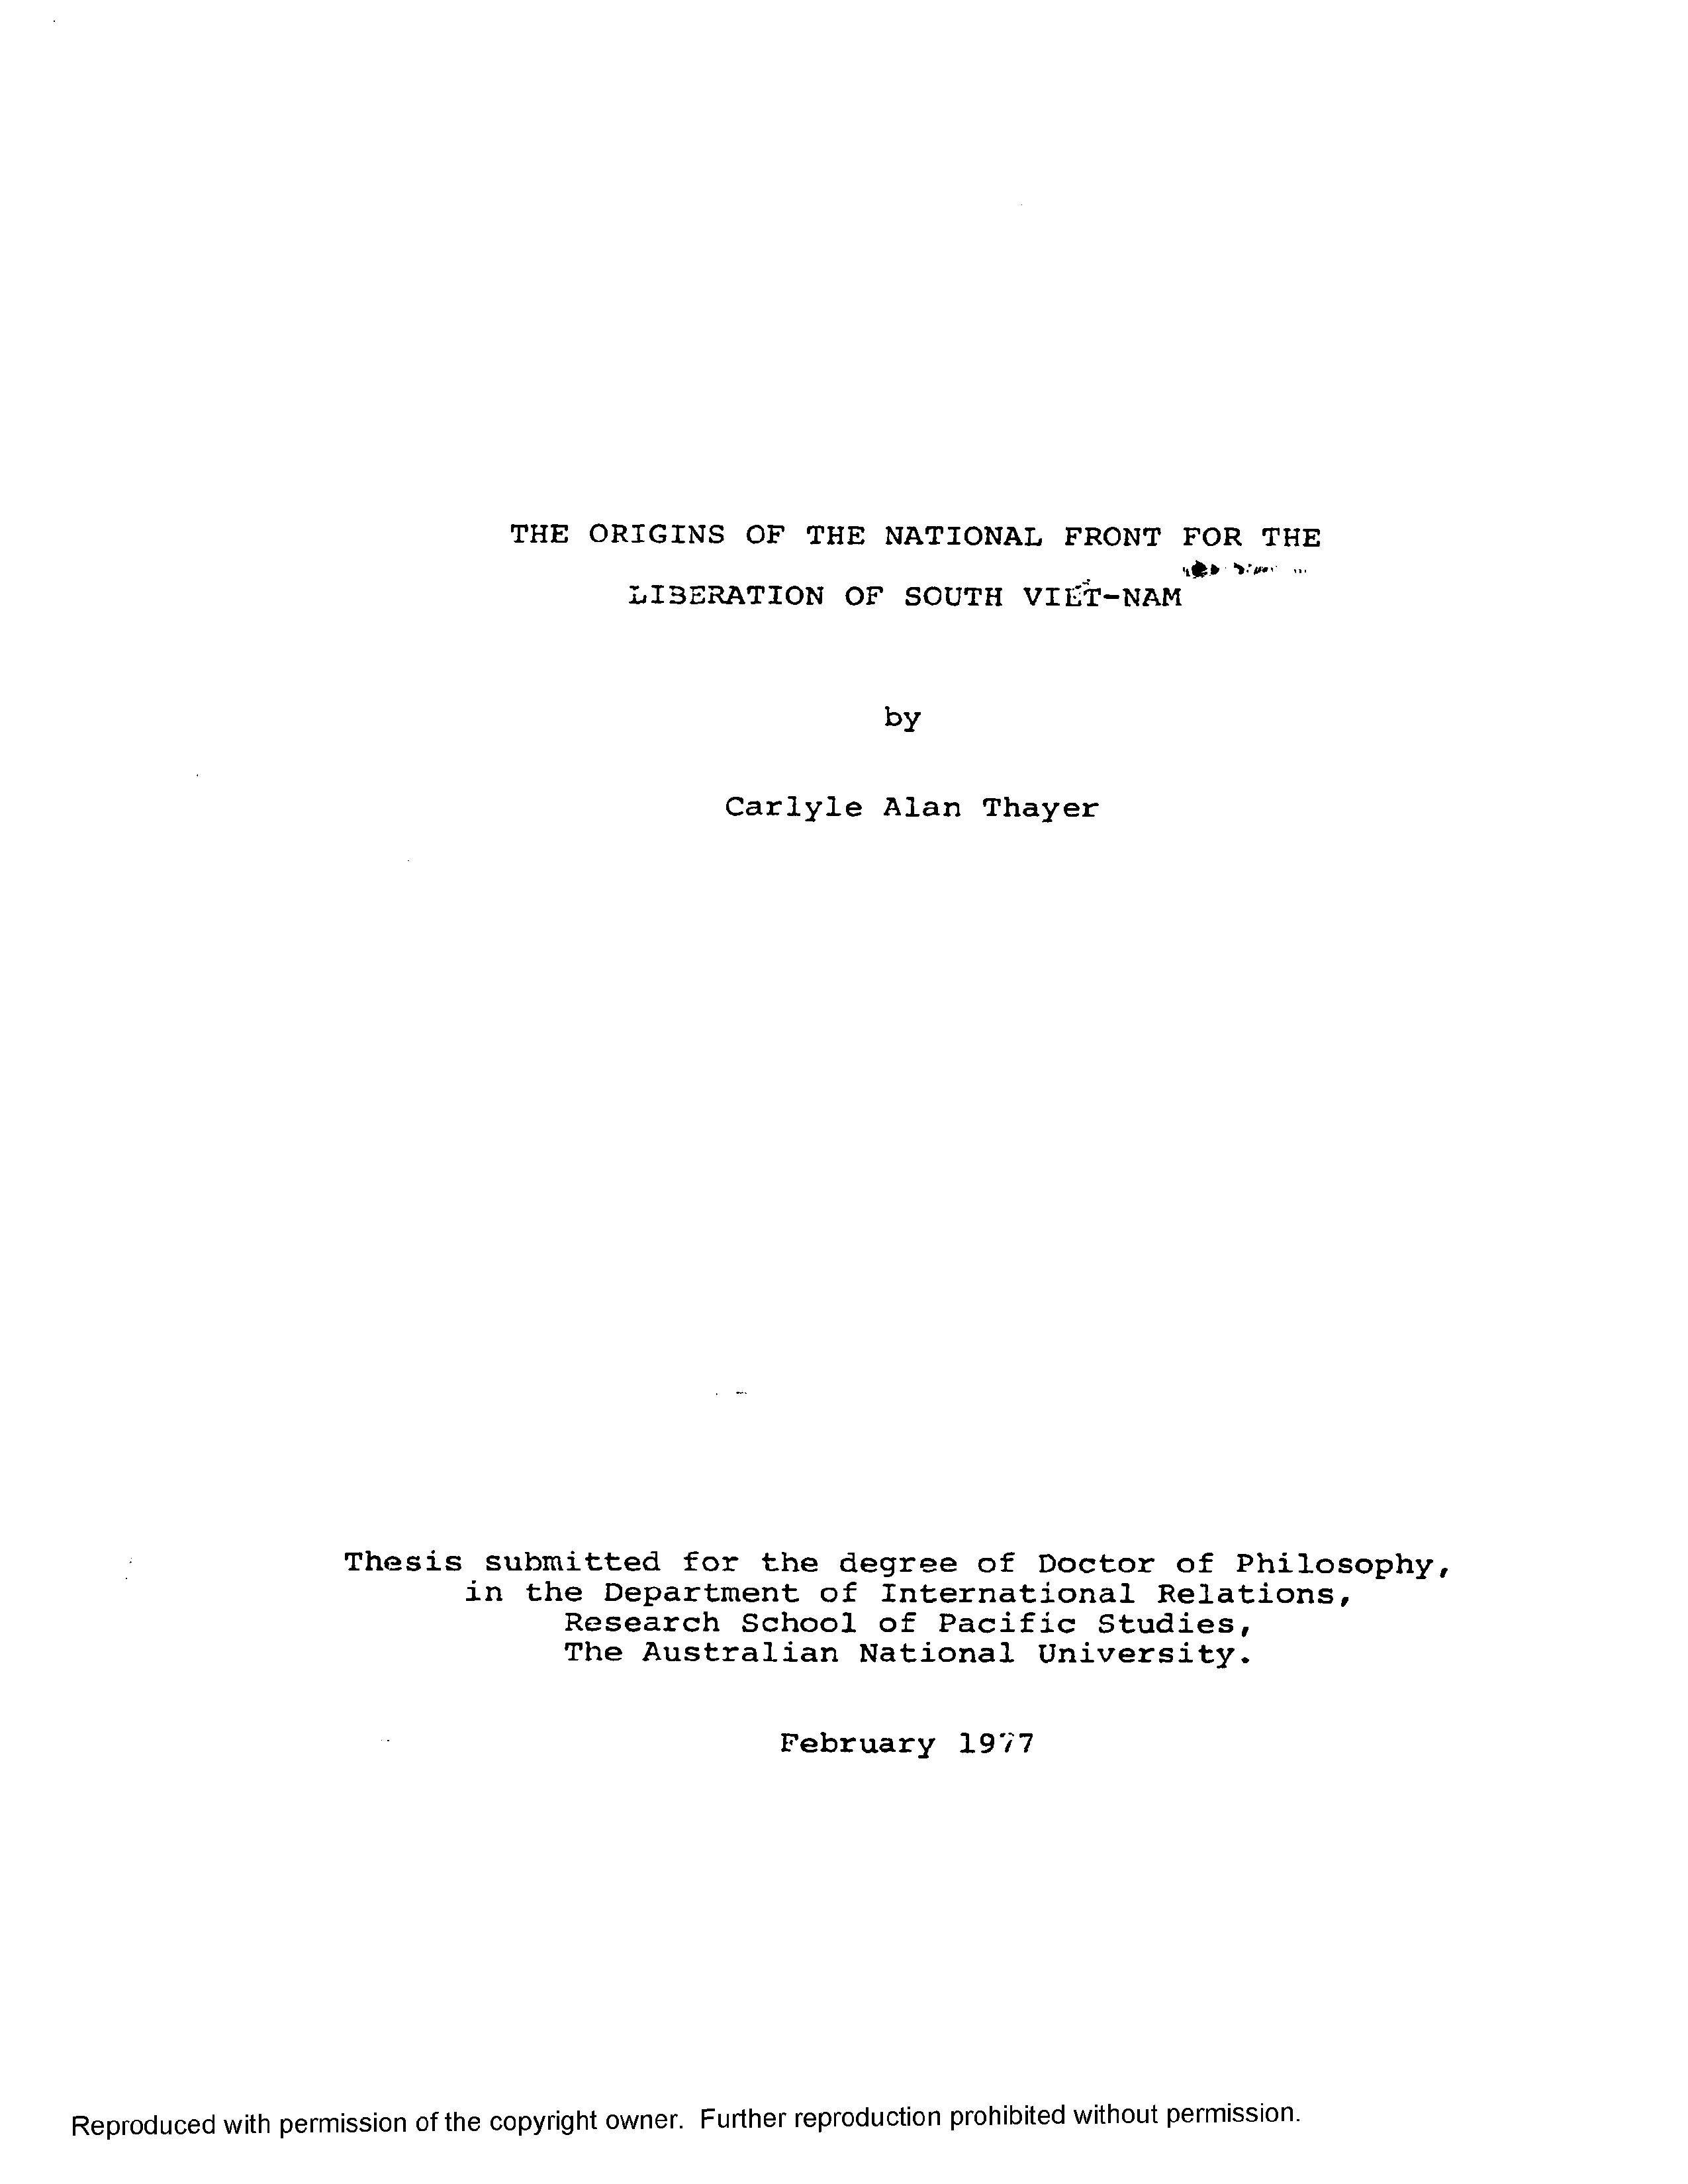 THE ORIGINS OF THE NATIONAL FRONT FOR THE
LIBERATION OF SOUTH VIẾT-NAM
by
Carlyle Alan Thayer
Thesis submitted for the degree of Doctor of Philosophy,
in the Department of International Relations,
Research School of Pacific Studies,
The Australian National University.
February 1977
Reproduced with permission of the copyright owner. Further reproduction prohibited without permission.